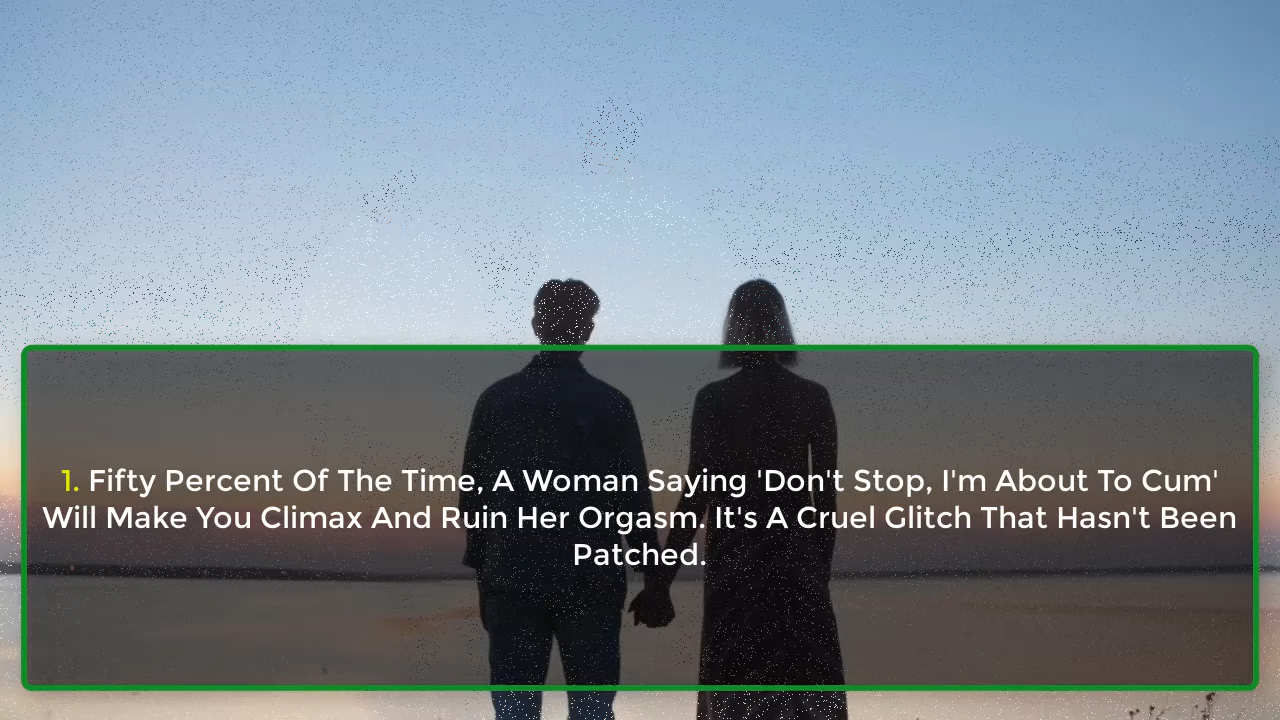 1. Fifty Percent Of The Time, A Woman Saying 'Don't Stop, I'm About To Cum'
Will Make You Climax And Ruin Her Orgasm. It's A Cruel Glitch That Hasn't Been
Patched.